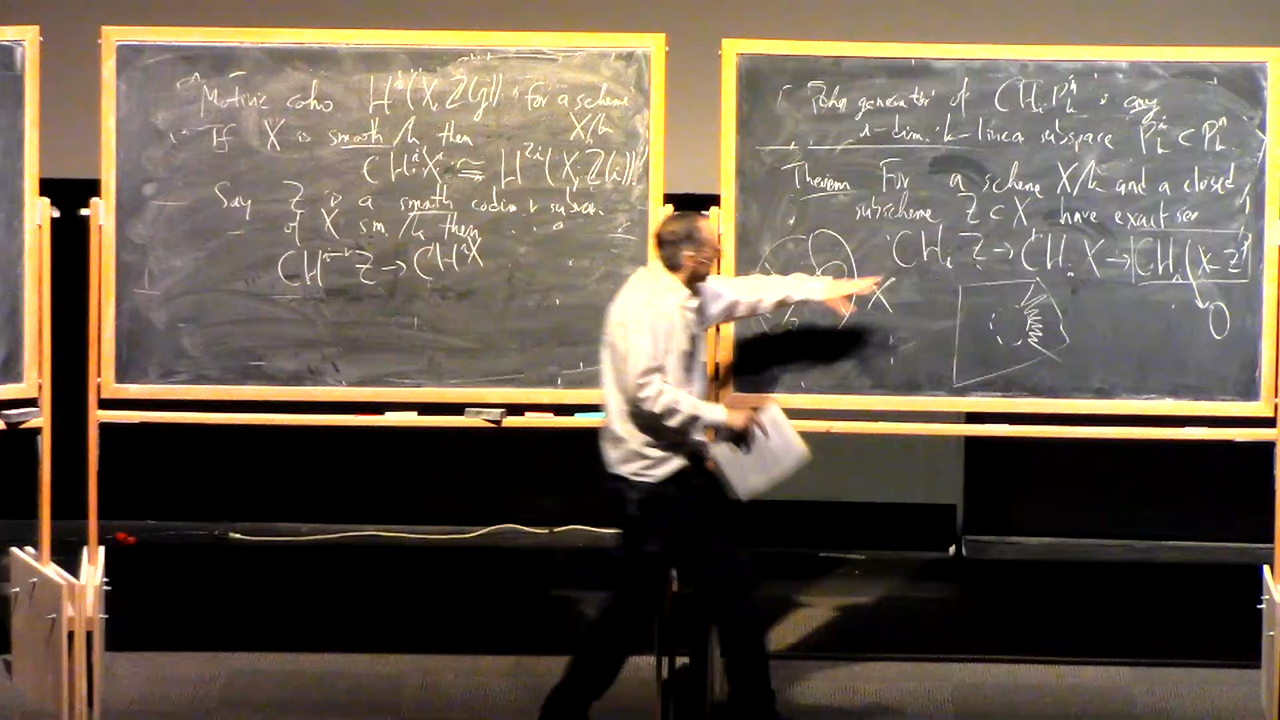 Motivic coho H^i(X, Z(j)) for a scheme X/k
If X is smooth/k then
CH^i X ≅ H^{2i}(X, Z(i))
Say Z is a smooth codim r subvar.
of X sm./k then
CH^{i-r} Z → CH^i X
generator of CH_i P^n_k is any
i-dim. k-linear subspace P^i_k ⊂ P^n_k.
Theorem For a scheme X/k and a closed
subscheme Z ⊂ X have exact seq
CH_i Z → CH_i X → CH_i(X-Z)
→ 0
X
Z